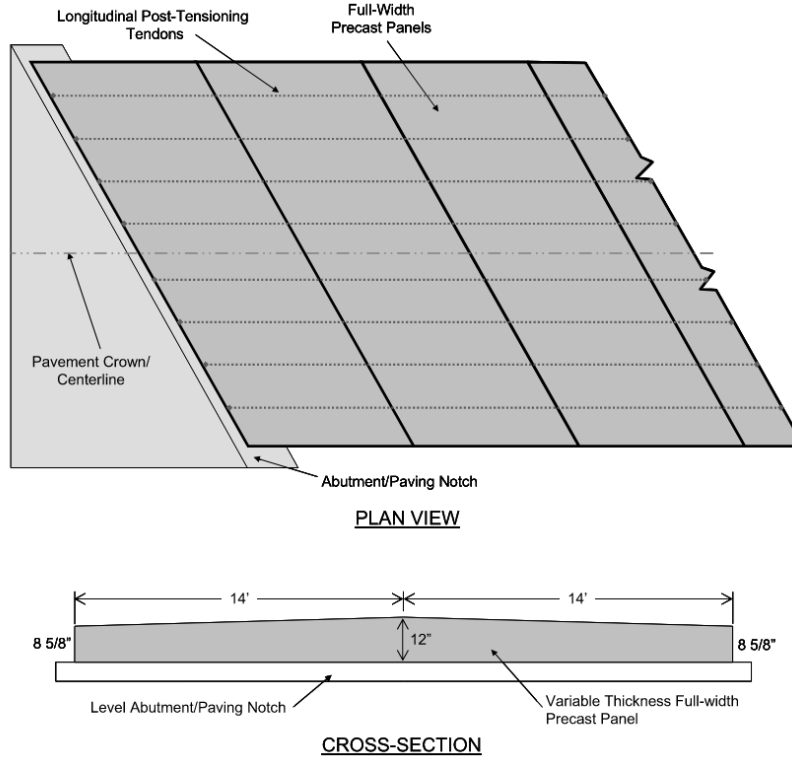 Longitudinal Post-Tensioning
Tendons
Full-Width
Precast Panels
Pavement Crown/
Centerline
Abutment/Paving Notch
PLAN VIEW
14’
14’
8 5/8”
12”
8 5/8”
Level Abutment/Paving Notch
Variable Thickness Full-width
Precast Panel
CROSS-SECTION